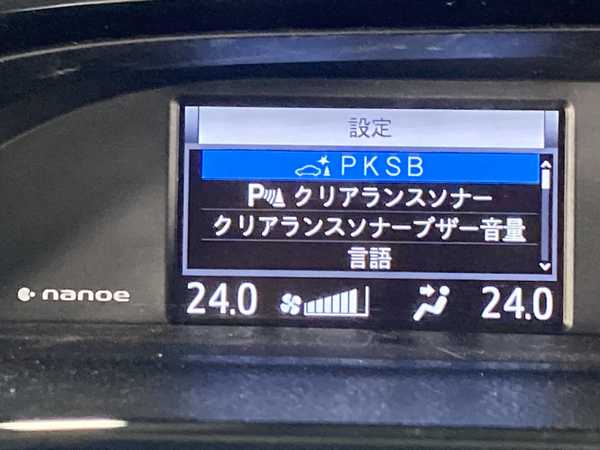 設定
PKSB
P クリアランスソナー
クリアランスソナーブザー音量
言語
nanoe
24.0 24.0